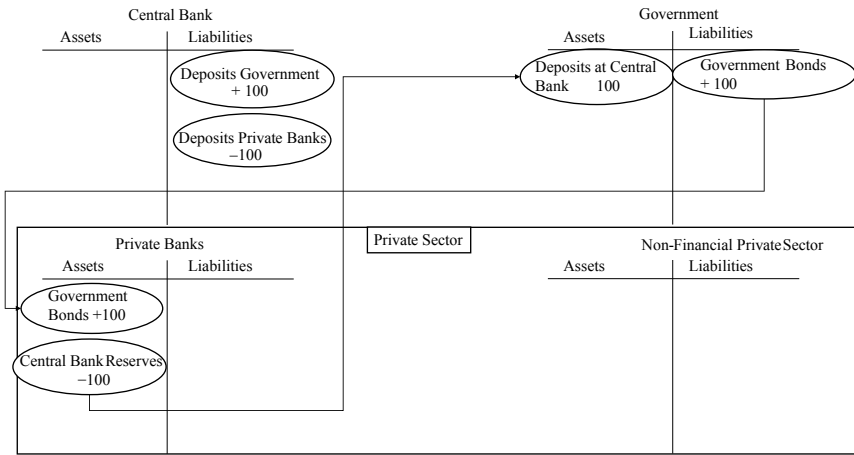 Central Bank
Assets
Liabilities
Deposits Government
+ 100
Deposits Private Banks
−100
Government
Assets
Liabilities
Deposits at Central
Bank 100
Government Bonds
+ 100
Private Sector
Private Banks
Assets
Liabilities
Government
Bonds +100
Central Bank Reserves
−100
Non-Financial Private Sector
Assets
Liabilities